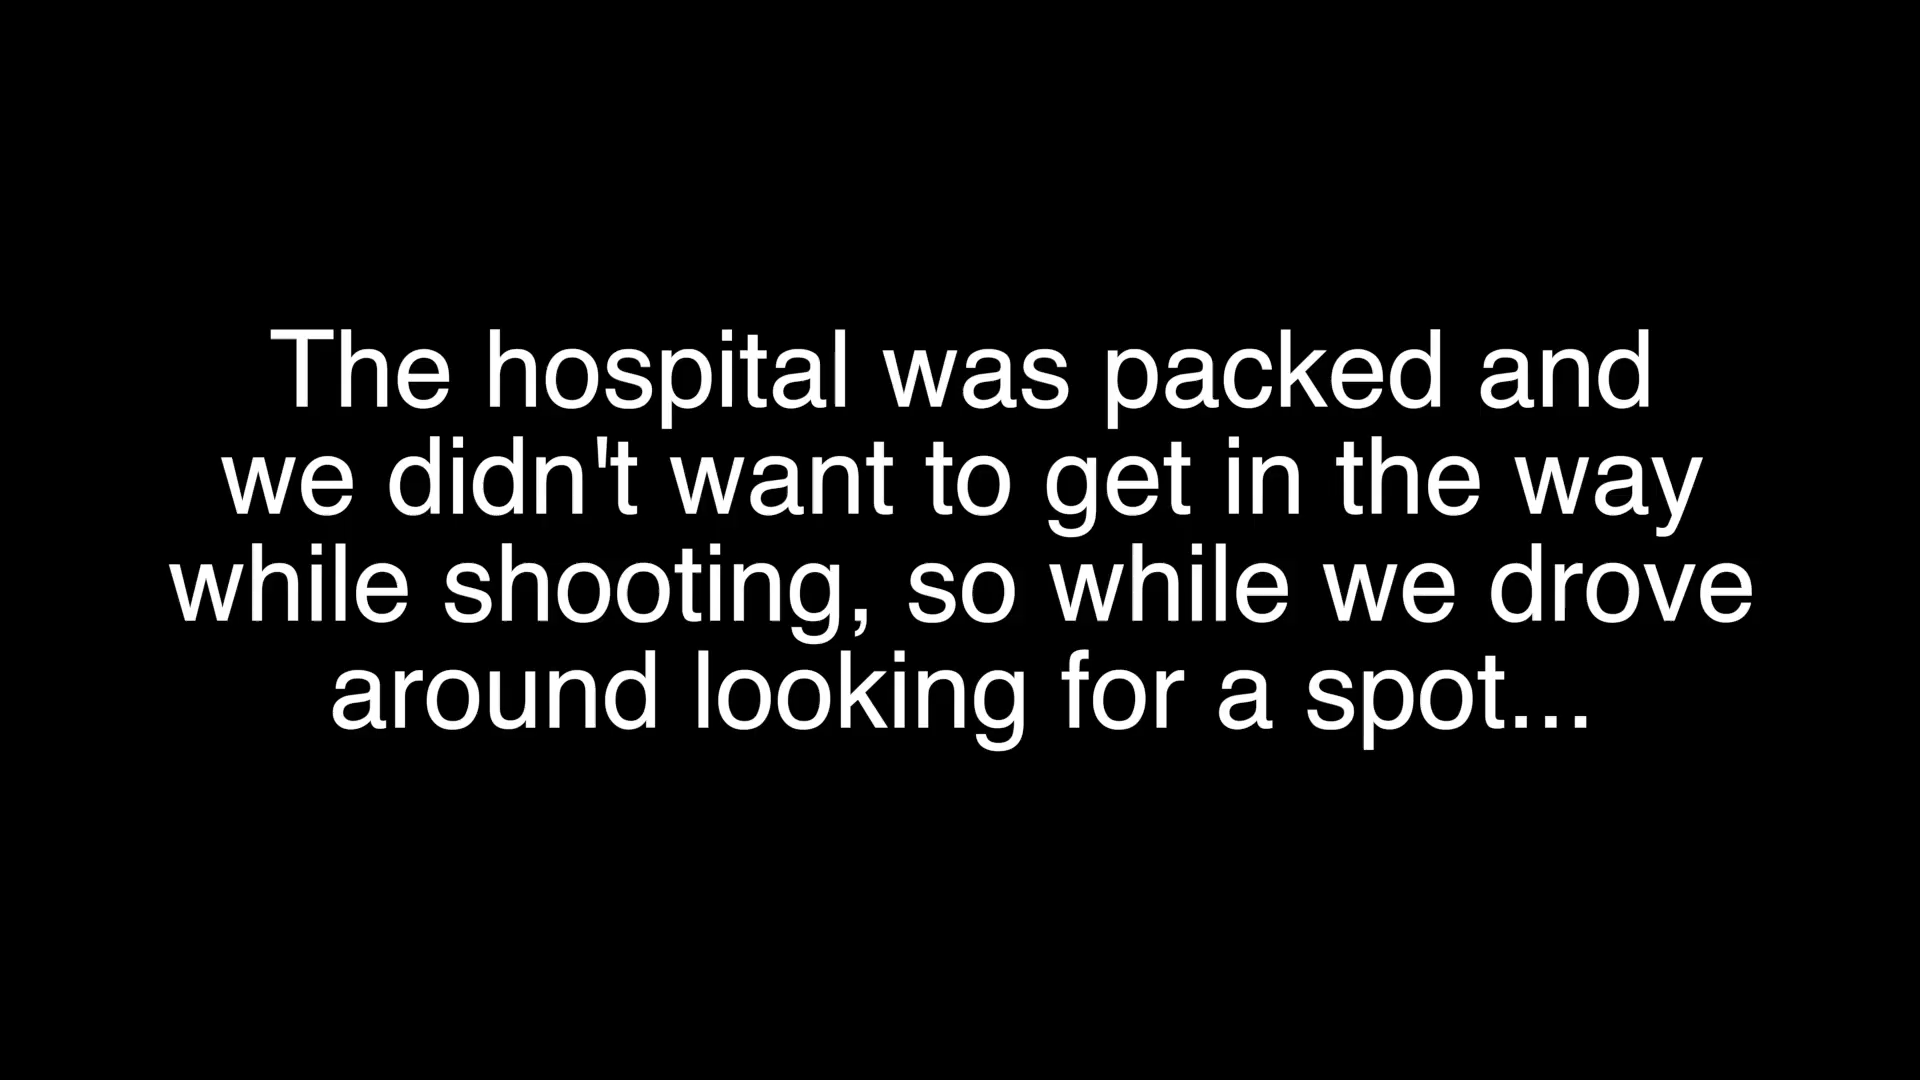 The hospital was packed and
we didn't want to get in the way
while shooting, so while we drove
around looking for a spot...